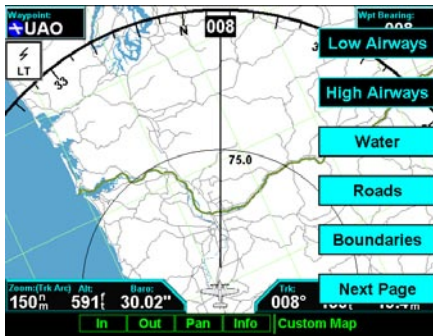 Waypoint:
UAO
008
Wpt Bearing:
Low Airways
LT
33
N
High Airways
Water
75.0
Roads
Boundaries
Zoom:(Trk Arc)
Alt:
Baro:
Trk:
150nm
591f
30.02"
008°
Next Page
In
Out
Pan
Info
Custom Map